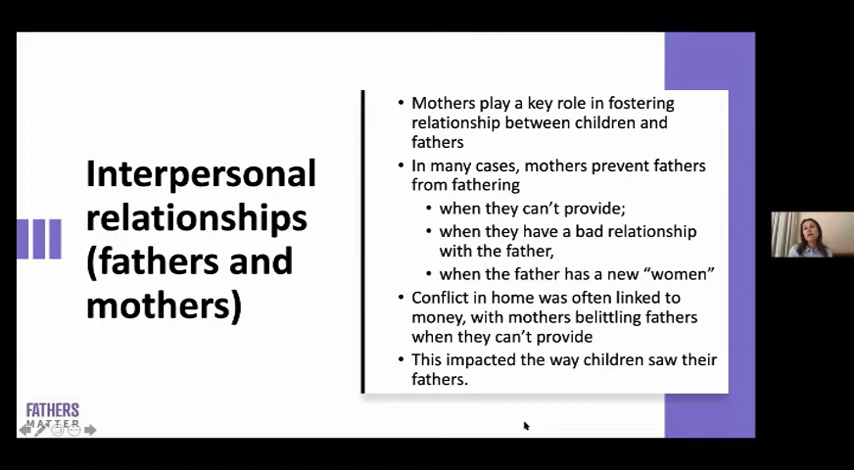 Interpersonal
relationships
(fathers and
mothers)
• Mothers play a key role in fostering
relationship between children and
fathers
• In many cases, mothers prevent fathers
from fathering
• when they can't provide;
• when they have a bad relationship
with the father,
• when the father has a new “women”
• Conflict in home was often linked to
money, with mothers belittling fathers
when they can't provide
• This impacted the way children saw their
fathers.
FATHERS
MATTER